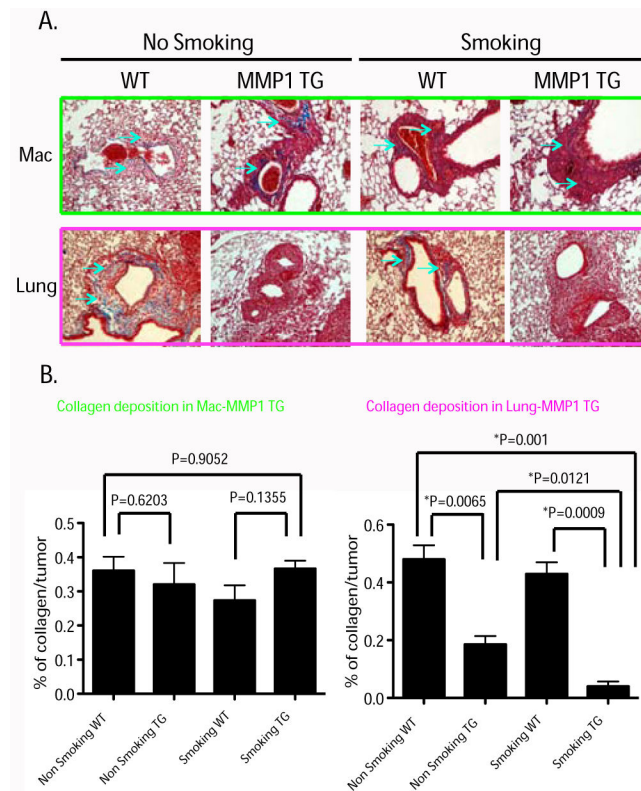 A.
No Smoking Smoking
WT MMP1 TG WT MMP1 TG
Mac
Lung
B.
Collagen deposition in Mac-MMP1 TG
P=0.9052
P=0.6203
P=0.1355
% of collagen/tumor
0.5
0.4
0.3
0.2
0.1
0.0
Non Smoking WT
Non Smoking TG
Smoking WT
Smoking TG
Collagen deposition in Lung-MMP1 TG
*P=0.001
*P=0.0121
*P=0.0065
*P=0.0009
% of collagen/tumor
0.6
0.4
0.2
0.0
Non Smoking WT
Non Smoking TG
Smoking WT
Smoking TG